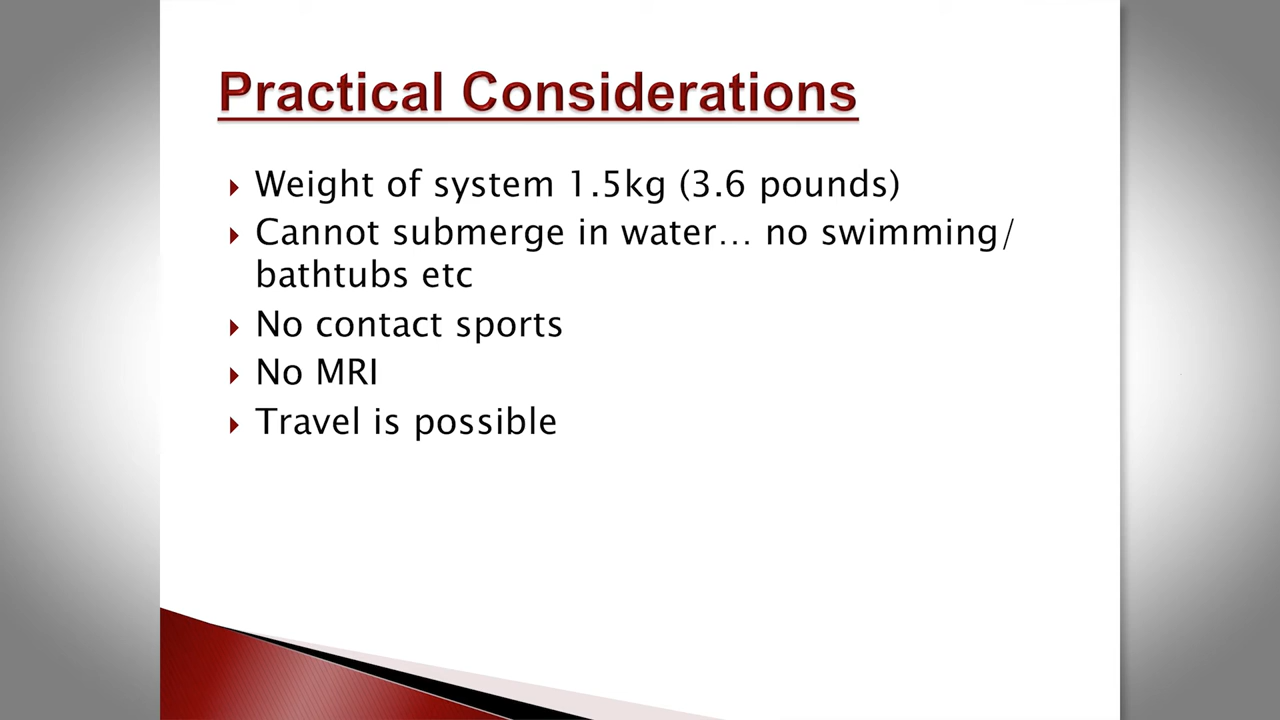 Practical Considerations
Weight of system 1.5kg (3.6 pounds)
Cannot submerge in water… no swimming/
bathtubs etc
No contact sports
No MRI
Travel is possible